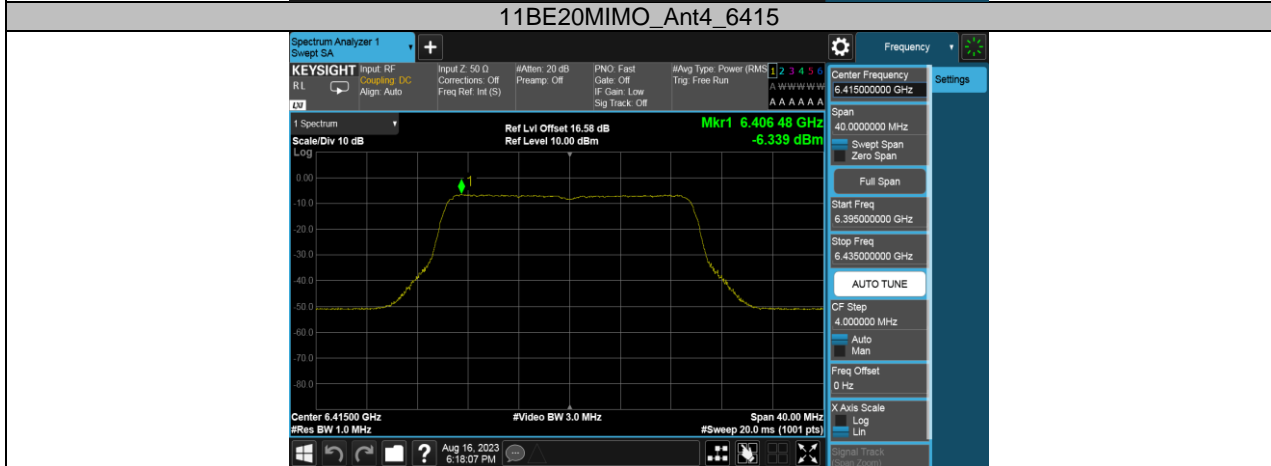 11BE20MIMO_Ant4_6415
Spectrum Analyzer 1
Swept SA
+
Frequency
KEYSIGHT
RL
LXI
Input: RF
Coupling: DC
Align: Auto
Input Z: 50 Ω
Corrections: Off
Freq Ref: Int (S)
#Atten: 20 dB
Preamp: Off
PNO: Fast
Gate: Off
IF Gain: Low
Sig Track: Off
#Avg Type: Power (RMS
Trig: Free Run
1 2 3 4 5 6
A W W W W W
A A A A A A
1 Spectrum
Scale/Div 10 dB
Log
Ref Lvl Offset 16.58 dB
Ref Level 10.00 dBm
Mkr1 6.406 48 GHz
-6.339 dBm
1
0.00
-10.0
-20.0
-30.0
-40.0
-50.0
-60.0
-70.0
-80.0
Center 6.41500 GHz
#Res BW 1.0 MHz
#Video BW 3.0 MHz
Span 40.00 MHz
#Sweep 20.0 ms (1001 pts)
?
Aug 16, 2023
6:18:07 PM
Center Frequency
6.415000000 GHz
Settings
Span
40.0000000 MHz
Swept Span
Zero Span
Full Span
Start Freq
6.395000000 GHz
Stop Freq
6.435000000 GHz
AUTO TUNE
CF Step
4.000000 MHz
Auto
Man
Freq Offset
0 Hz
X Axis Scale
Log
Lin
Signal Track
(Span Zoom)